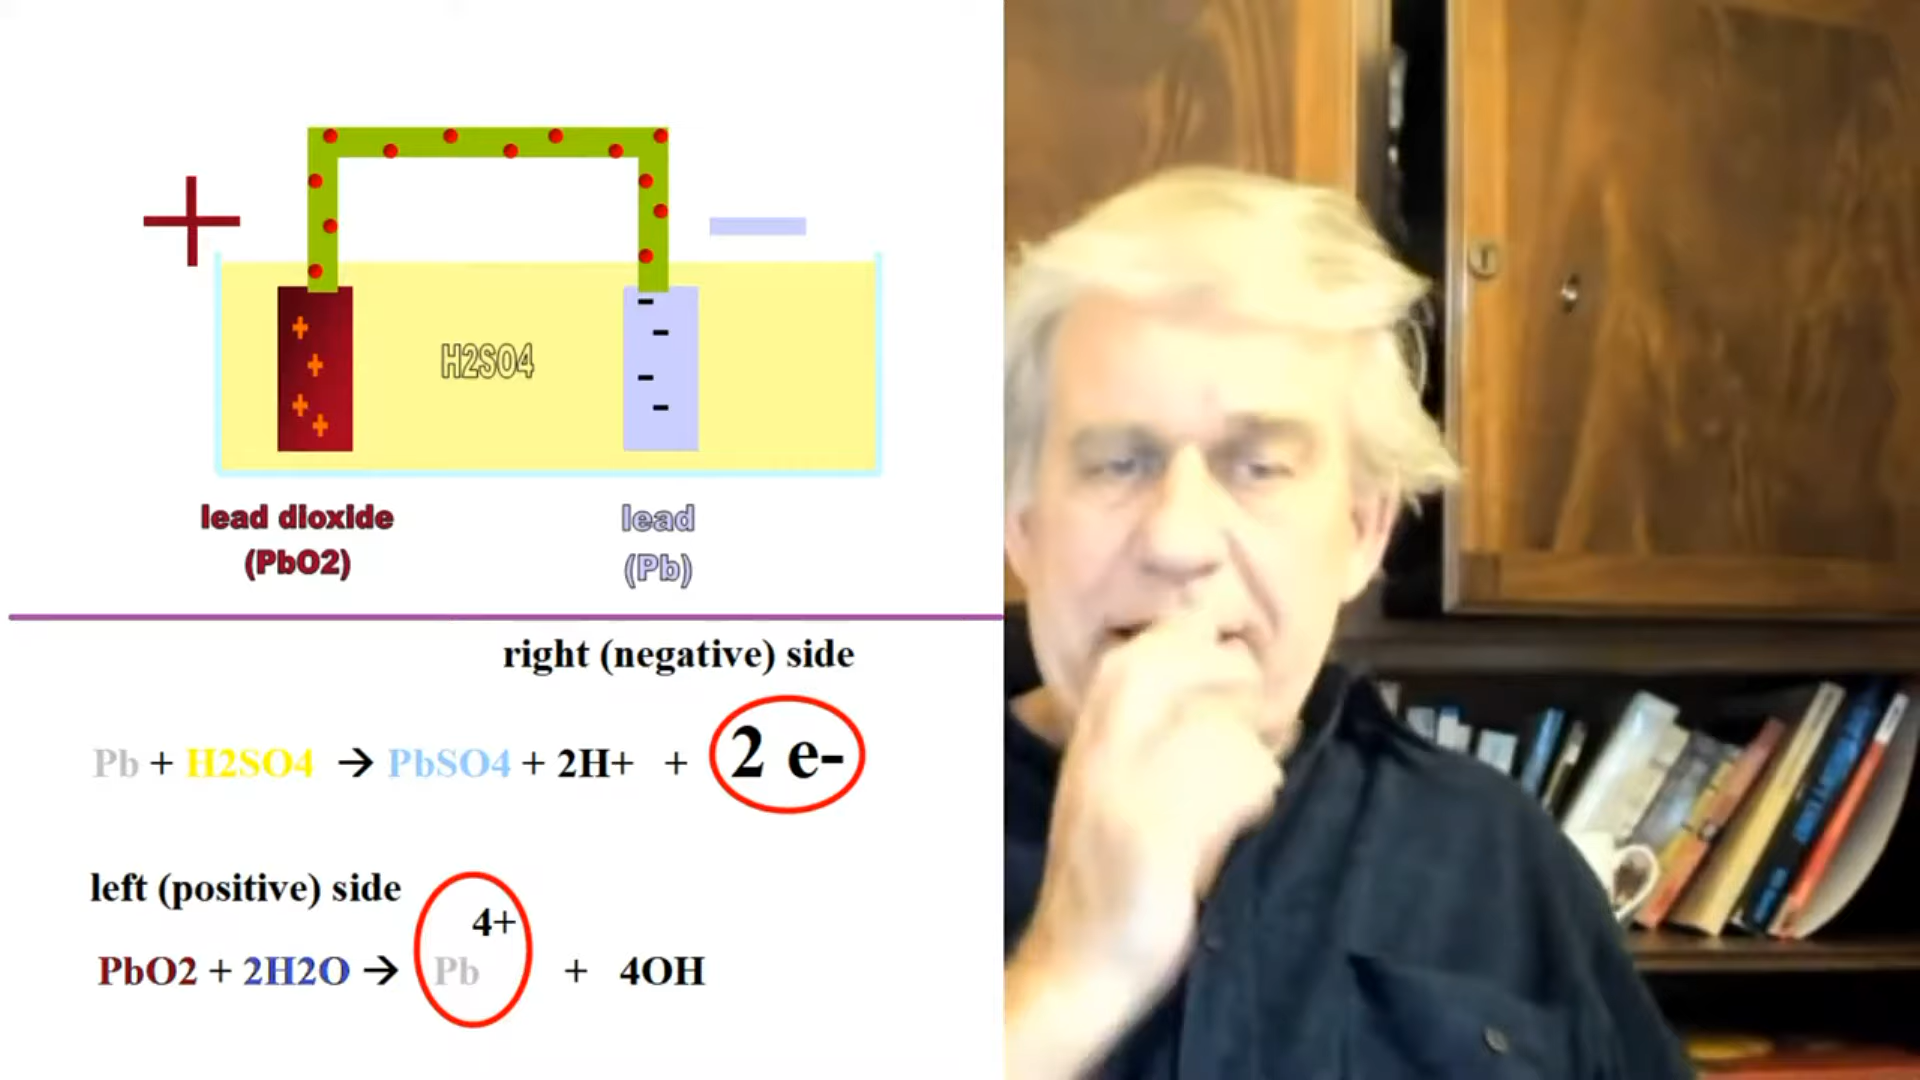 H2SO4
lead dioxide
(PbO2)
lead
(Pb)
right (negative) side
Pb + H2SO4 → PbSO4 + 2H+ + 2 e-
left (positive) side
4+
PbO2 + 2H2O → Pb + 4OH